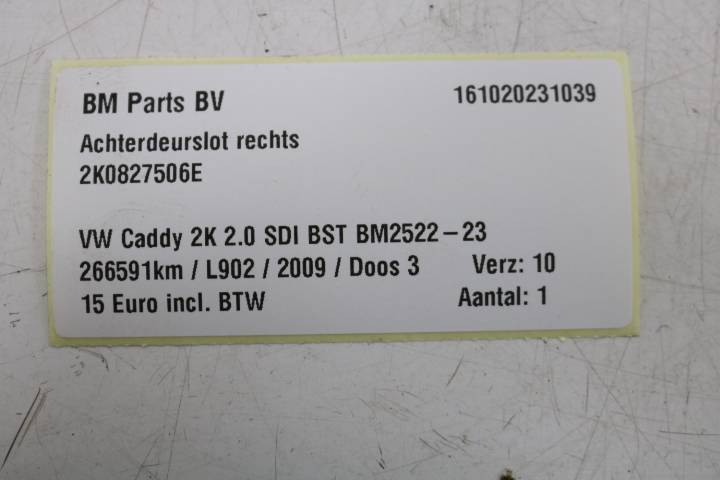 BM Parts BV 161020231039
Achterdeurslot rechts
2K0827506E
VW Caddy 2K 2.0 SDI BST BM2522-23
266591km / L902 / 2009 / Doos 3 Verz: 10
15 Euro incl. BTW Aantal: 1